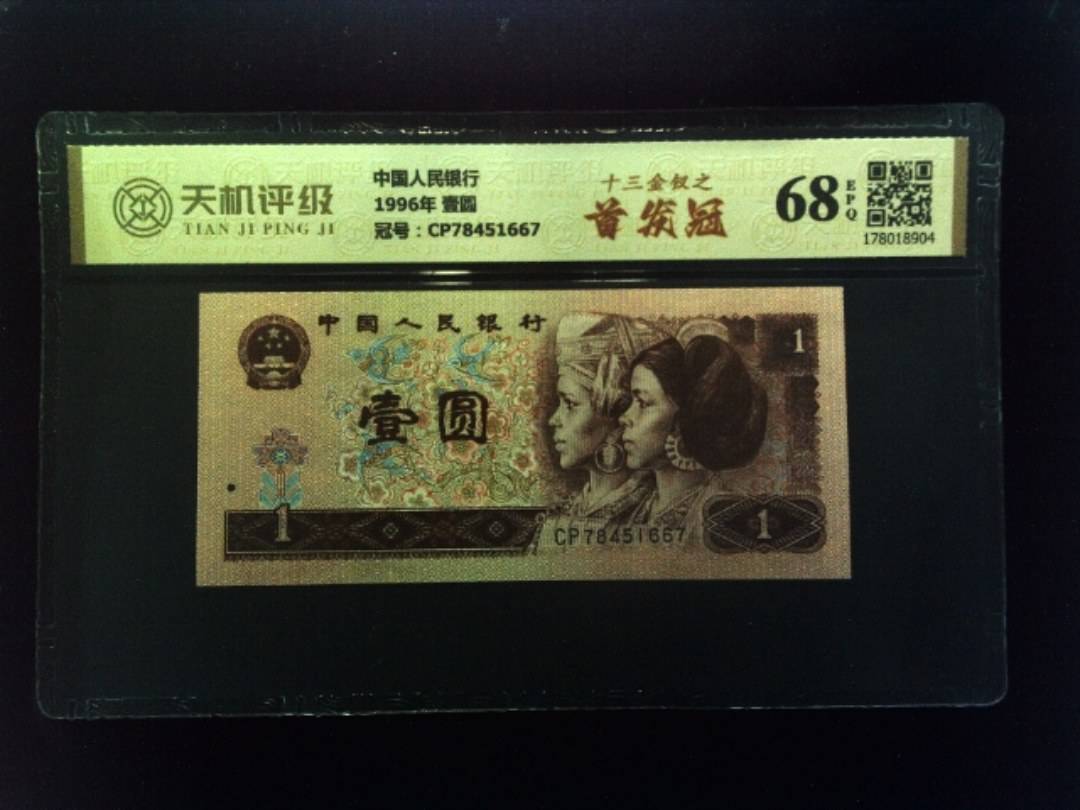 天机评级
TIAN JI PING JI
中国人民银行
1996年 壹圆
冠号：CP78451667
十三金钗之
首发冠
68
EPQ
178018904
中国人民银行
1
壹圆
1
CP78451667
1